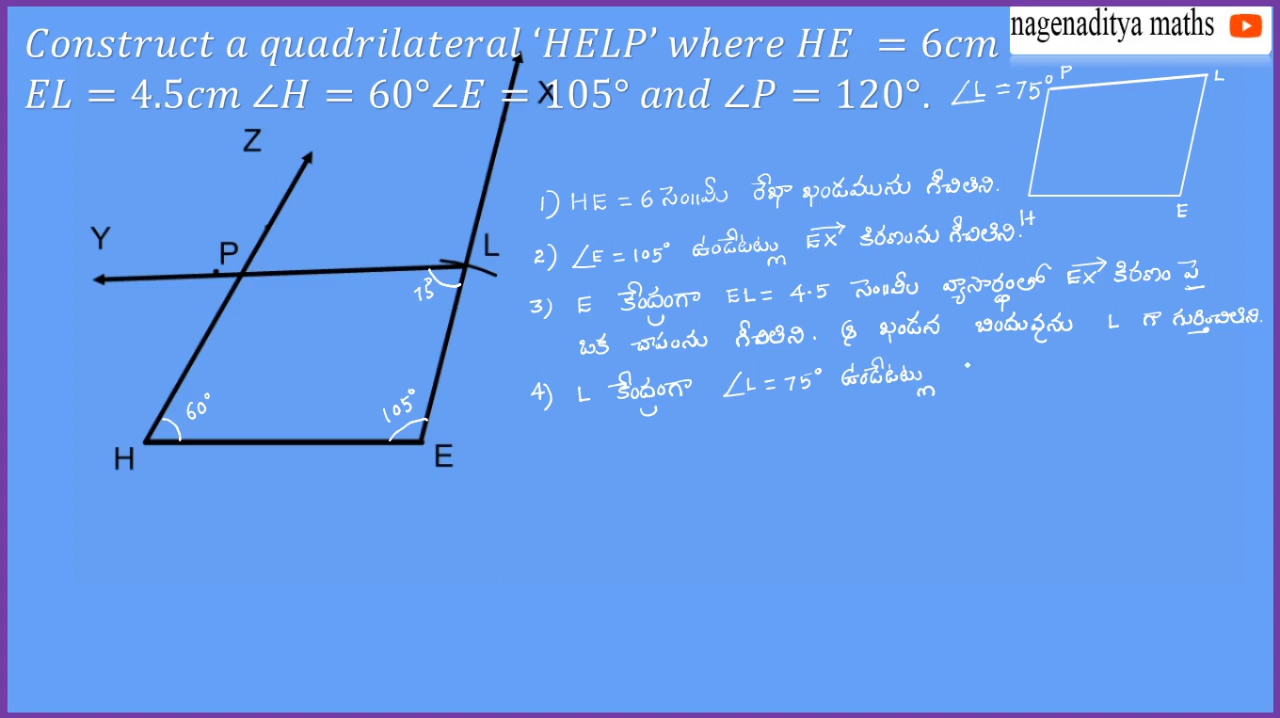 Construct a quadrilateral ‘HELP’ where HE = 6cm
nagenaditya maths
EL = 4.5cm ∠H = 60°∠E = 105° and ∠P = 120°. ∠L = 75°
P
L
H
E
X
Z
Y
P
L
75°
60°
105°
H
E
1) HE = 6 సెం॥మీ రేఖా ఖండమును గీచితిని.
2) ∠E = 105° ఉండేటట్లు EX→ కిరణంను గీచితిని.
3) E కేంద్రంగా EL = 4.5 సెం॥మీల వ్యాసార్థంతో EX→ కిరణం పై
ఒక చాపంను గీచితిని. ఆ ఖండన బిందువును L గా గుర్తించితిని.
4) L కేంద్రంగా ∠L = 75° ఉండేటట్లు